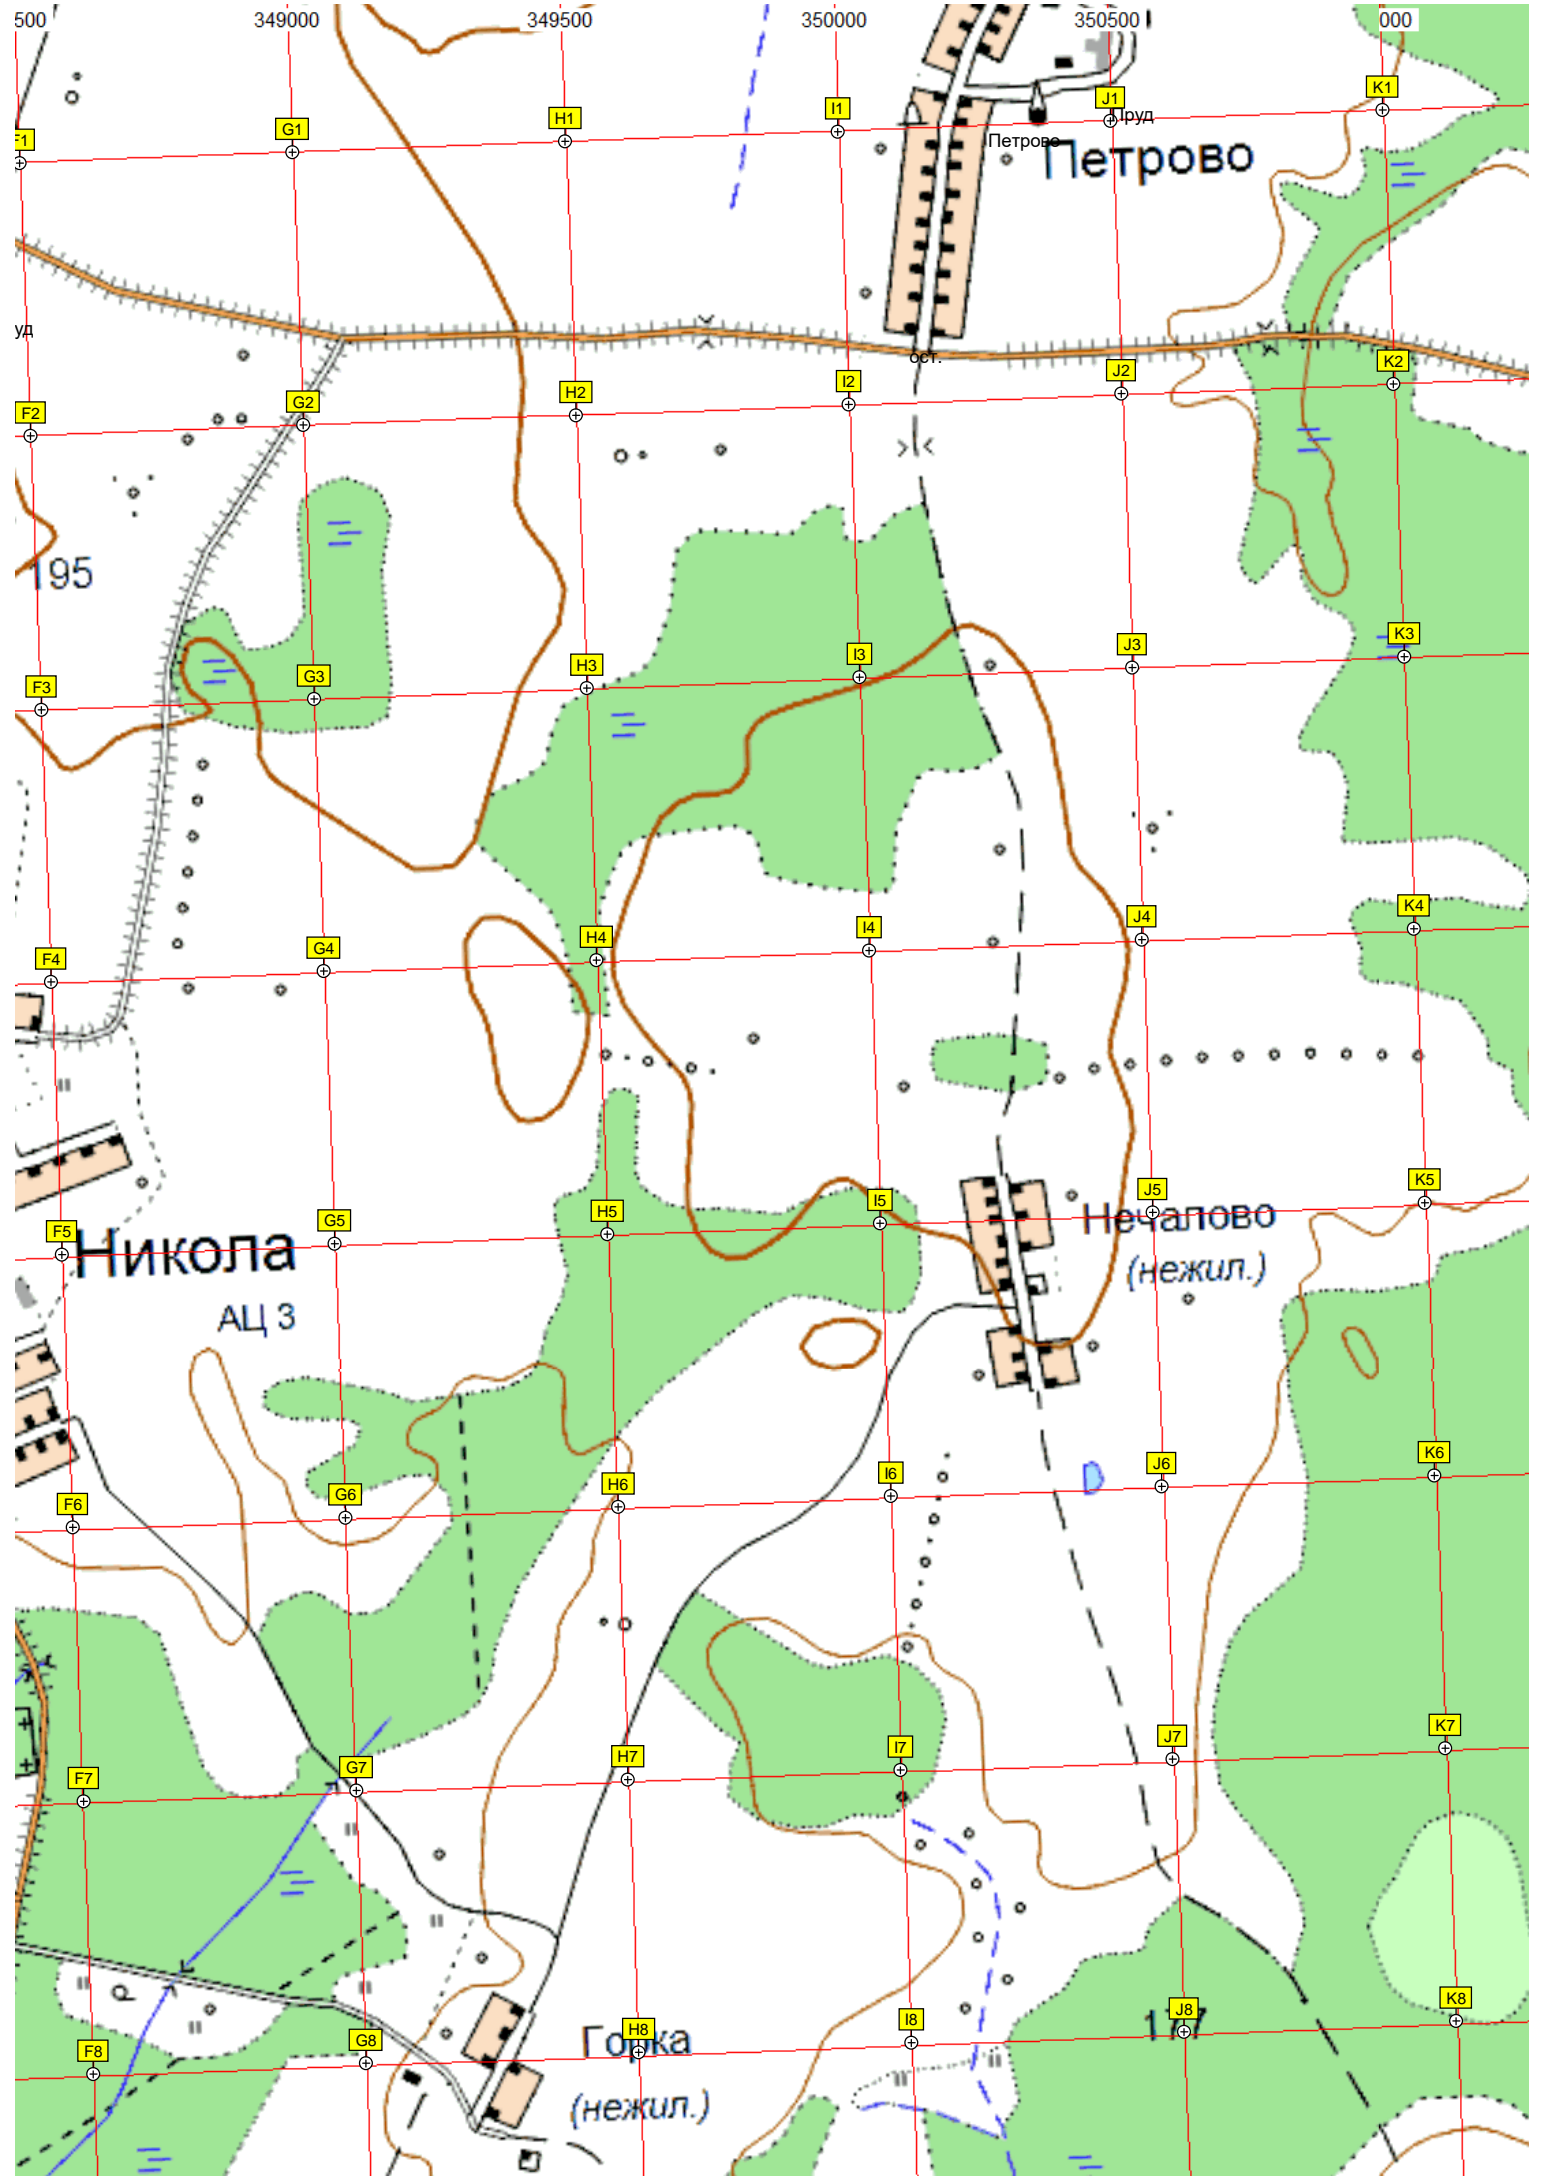 500 349000 349500 350000 350500 000
F1 G1 H1 I1 J1 K1
Пруд
Петрово
Петрово
уд
ост.
F2 G2 H2 I2 J2 K2
195
F3 G3 H3 I3 J3 K3
F4 G4 H4 I4 J4 K4
F5 G5 H5 I5 J5 K5
Никола
АЦ 3
Нечалово
(нежил.)
F6 G6 H6 I6 J6 K6
F7 G7 H7 I7 J7 K7
F8 G8 H8 I8 J8 K8
Р
177
Горка
(нежил.)